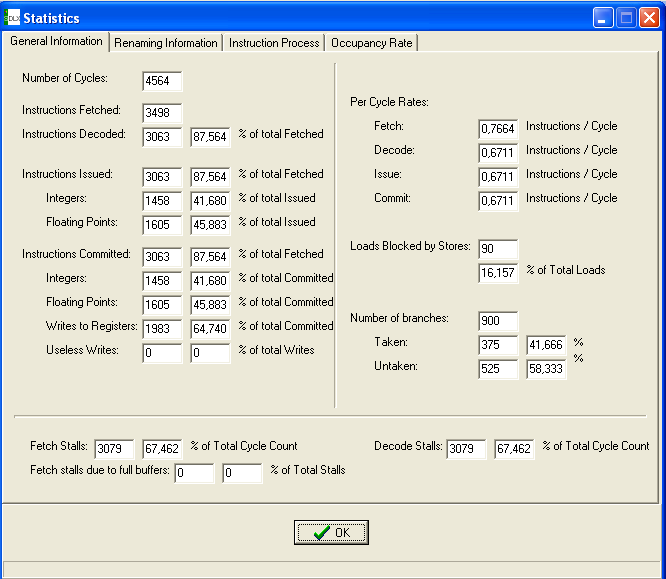 DLX Statistics
General Information Renaming Information Instruction Process Occupancy Rate
Number of Cycles: 4564
Instructions Fetched: 3498
Instructions Decoded: 3063 87,564 % of total Fetched
Instructions Issued: 3063 87,564 % of total Fetched
Integers: 1458 41,680 % of total Issued
Floating Points: 1605 45,883 % of total Issued
Instructions Committed: 3063 87,564 % of total Fetched
Integers: 1458 41,680 % of total Committed
Floating Points: 1605 45,883 % of total Committed
Writes to Registers: 1983 64,740 % of total Committed
Useless Writes: 0 0 % of total Writes
Per Cycle Rates:
Fetch: 0,7664 Instructions / Cycle
Decode: 0,6711 Instructions / Cycle
Issue: 0,6711 Instructions / Cycle
Commit: 0,6711 Instructions / Cycle
Loads Blocked by Stores: 90
16,157 % of Total Loads
Number of branches: 900
Taken: 375 41,666 %
Untaken: 525 58,333 %
Fetch Stalls: 3079 67,462 % of Total Cycle Count
Fetch stalls due to full buffers: 0 0 % of Total Stalls
Decode Stalls: 3079 67,462 % of Total Cycle Count
OK